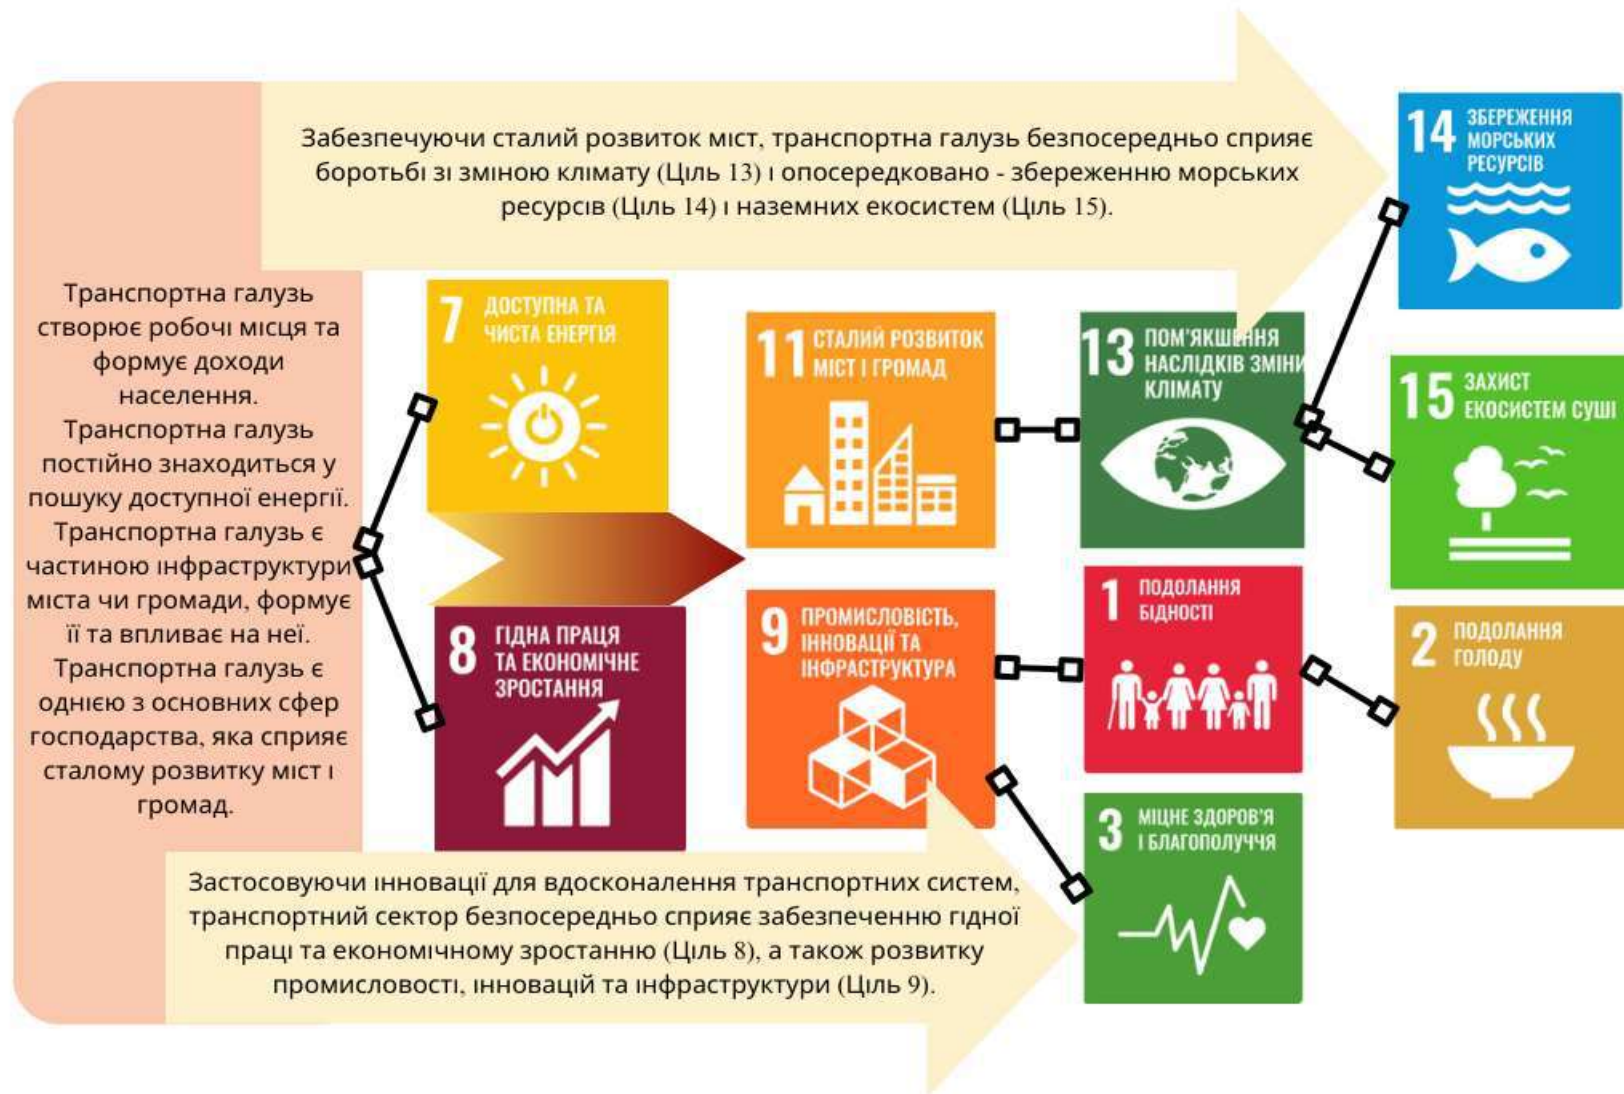 Забезпечуючи сталий розвиток міст, транспортна галузь безпосередньо сприяє
боротьбі зі зміною клімату (Ціль 13) і опосередковано - збереженню морських
ресурсів (Ціль 14) і наземних екосистем (Ціль 15).
Транспортна галузь
створює робочі місця та
формує доходи
населення.
Транспортна галузь
постійно знаходиться у
пошуку доступної енергії.
Транспортна галузь є
частиною інфраструктури
міста чи громади, формує
її та впливає на неї.
Транспортна галузь є
однією з основних сфер
господарства, яка сприяє
сталому розвитку міст і
громад.
7 ДОСТУПНА ТА
ЧИСТА ЕНЕРГІЯ
8 ГІДНА ПРАЦЯ
ТА ЕКОНОМІЧНЕ
ЗРОСТАННЯ
11 СТАЛИЙ РОЗВИТОК
МІСТ І ГРОМАД
9 ПРОМИСЛОВІСТЬ,
ІННОВАЦІЇ ТА
ІНФРАСТРУКТУРА
13 ПОМ'ЯКШЕННЯ
НАСЛІДКІВ ЗМІНИ
КЛІМАТУ
1 ПОДОЛАННЯ
БІДНОСТІ
3 МІЦНЕ ЗДОРОВ'Я
І БЛАГОПОЛУЧЧЯ
14 ЗБЕРЕЖЕННЯ
МОРСЬКИХ
РЕСУРСІВ
15 ЗАХИСТ
ЕКОСИСТЕМ СУШІ
2 ПОДОЛАННЯ
ГОЛОДУ
Застосовуючи інновації для вдосконалення транспортних систем,
транспортний сектор безпосередньо сприяє забезпеченню гідної
праці та економічному зростанню (Ціль 8), а також розвитку
промисловості, інновацій та інфраструктури (Ціль 9).